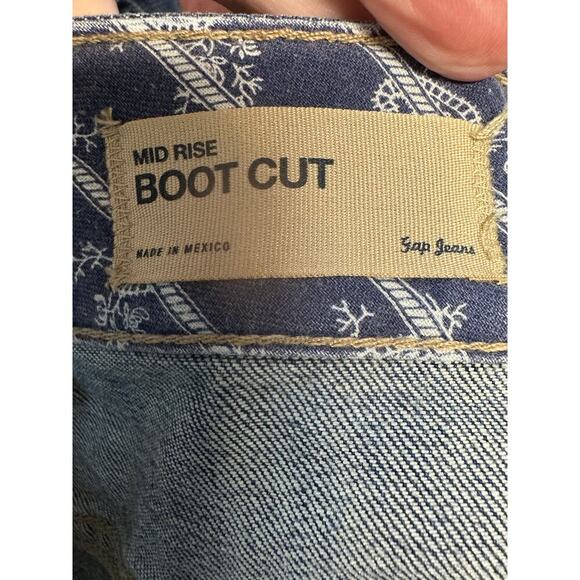 MID RISE
BOOT CUT
MADE IN MEXICO
Gap Jeans